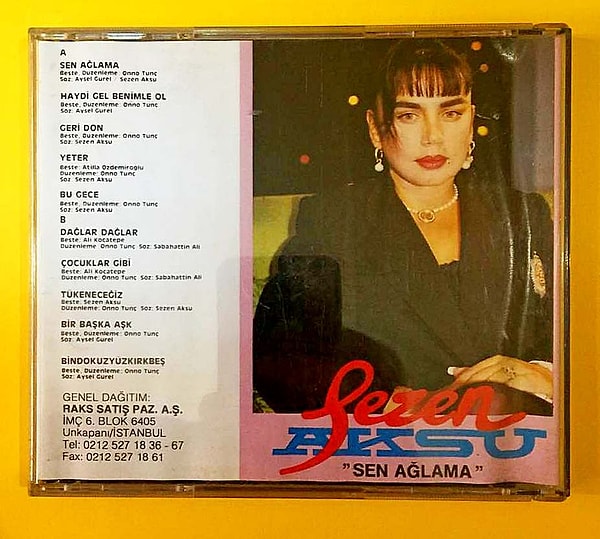 A
SEN AĞLAMA
Beste, Düzenleme: Onno Tunç
Söz: Aysel Gürel / Sezen Aksu
HAYDİ GEL BENİMLE OL
Beste, Düzenleme: Onno Tunç
Söz: Aysel Gürel
GERİ DÖN
Beste, Düzenleme: Onno Tunç
Söz: Sezen Aksu
YETER
Beste: Atilla Özdemiroğlu
Düzenleme: Onno Tunç
Söz: Sezen Aksu
BU GECE
Beste, Düzenleme: Onno Tunç
Söz: Sezen Aksu
B
DAĞLAR DAĞLAR
Beste: Ali Kocatepe
Düzenleme: Onno Tunç Söz: Sabahattin Ali
ÇOCUKLAR GİBİ
Beste: Ali Kocatepe
Düzenleme: Onno Tunç Söz: Sabahattin Ali
TÜKENECEĞİZ
Beste: Sezen Aksu
Düzenleme: Onno Tunç Söz: Sezen Aksu
BİR BAŞKA AŞK
Beste, Düzenleme: Onno Tunç
Söz: Aysel Gürel
BİNDOKUZYÜZKIRKBEŞ
Beste, Düzenleme: Onno Tunç
Söz: Aysel Gürel
GENEL DAĞITIM:
RAKS SATIŞ PAZ. A.Ş.
İMÇ 6. BLOK 6405
Unkapanı/İSTANBUL
Tel: 0212 527 18 36 - 67
Fax: 0212 527 18 61
Sezen
AKSU
"SEN AĞLAMA"